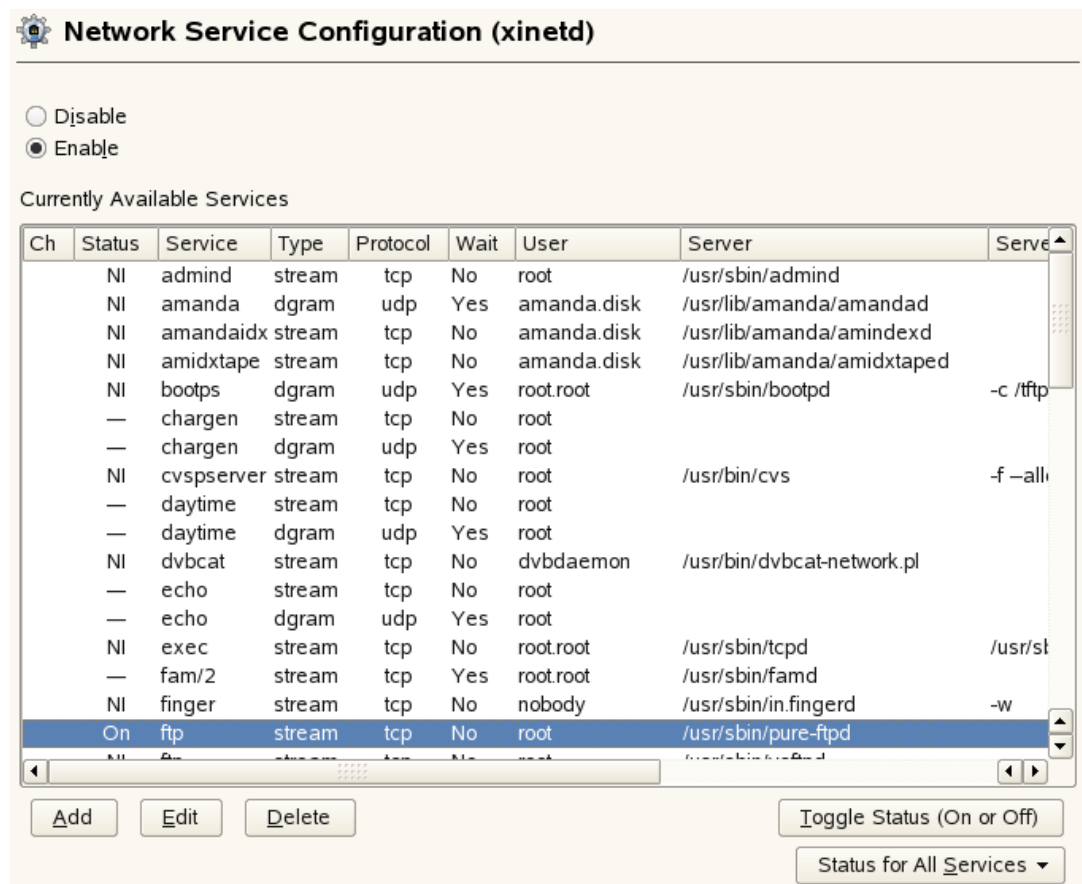 Network Service Configuration (xinetd)
Disable
Enable
Currently Available Services
Ch Status Service Type Protocol Wait User Server Serve
NI admind stream tcp No root /usr/sbin/admind
NI amanda dgram udp Yes amanda.disk /usr/lib/amanda/amandad
NI amandaidx stream tcp No amanda.disk /usr/lib/amanda/amindexd
NI amidxtape stream tcp No amanda.disk /usr/lib/amanda/amidxtaped
NI bootps dgram udp Yes root.root /usr/sbin/bootpd -c /tftp
— chargen stream tcp No root
— chargen dgram udp Yes root
NI cvspserver stream tcp No root /usr/bin/cvs -f —all
— daytime stream tcp No root
— daytime dgram udp Yes root
NI dvbcat stream tcp No dvbdaemon /usr/bin/dvbcat-network.pl
— echo stream tcp No root
— echo dgram udp Yes root
NI exec stream tcp No root.root /usr/sbin/tcpd /usr/sb
— fam/2 stream tcp Yes root.root /usr/sbin/famd
NI finger stream tcp No nobody /usr/sbin/in.fingerd -w
On ftp stream tcp No root /usr/sbin/pure-ftpd
Add Edit Delete Toggle Status (On or Off)
Status for All Services